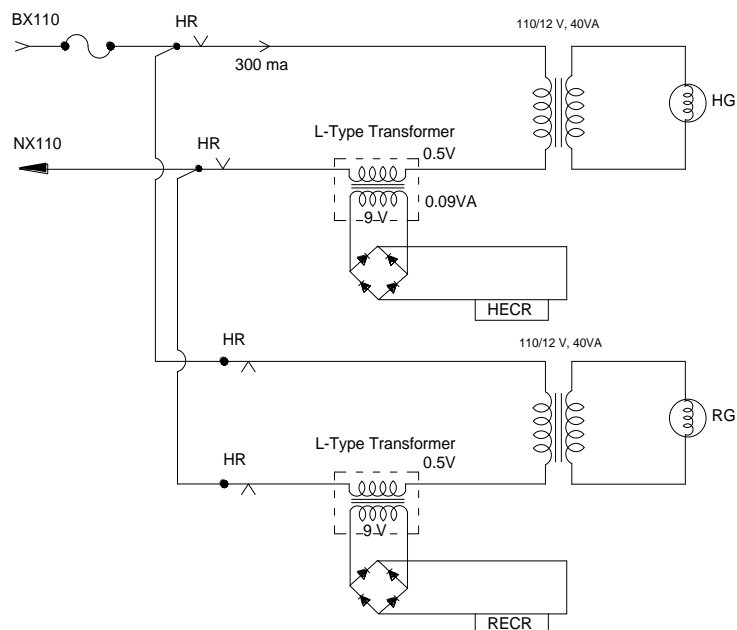 BX110
HR
110/12 V, 40VA
300 ma
HG
NX110
HR
L-Type Transformer
0.5V
0.09VA
9 V
HECR
HR
110/12 V, 40VA
RG
HR
L-Type Transformer
0.5V
9 V
RECR